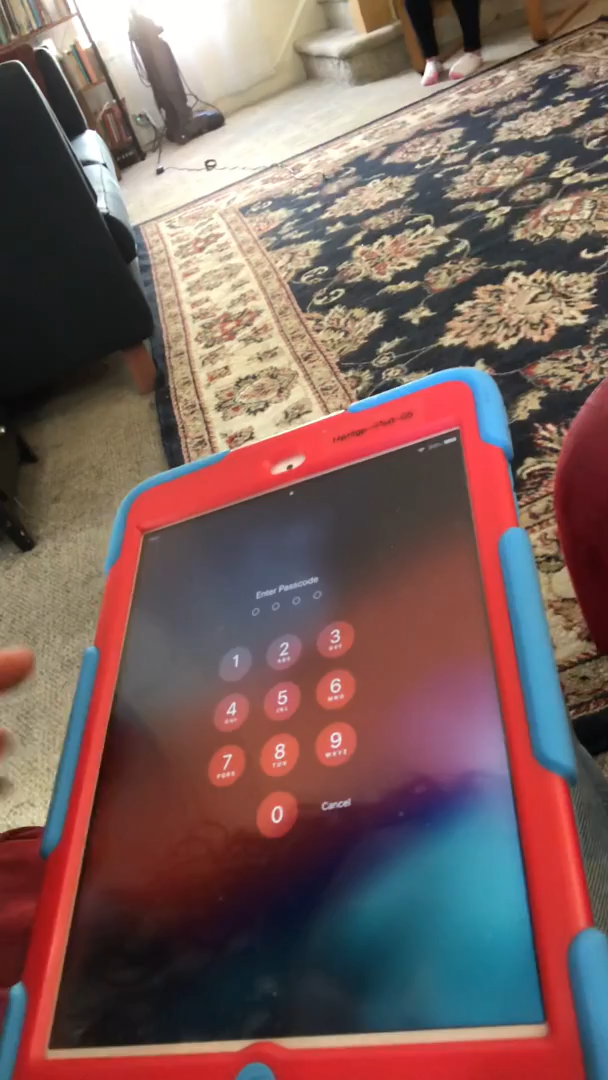 Enter Passcode
1 2 ABC 3 DEF
4 GHI 5 JKL 6 MNO
7 PQRS 8 TUV 9 WXYZ
0 Cancel